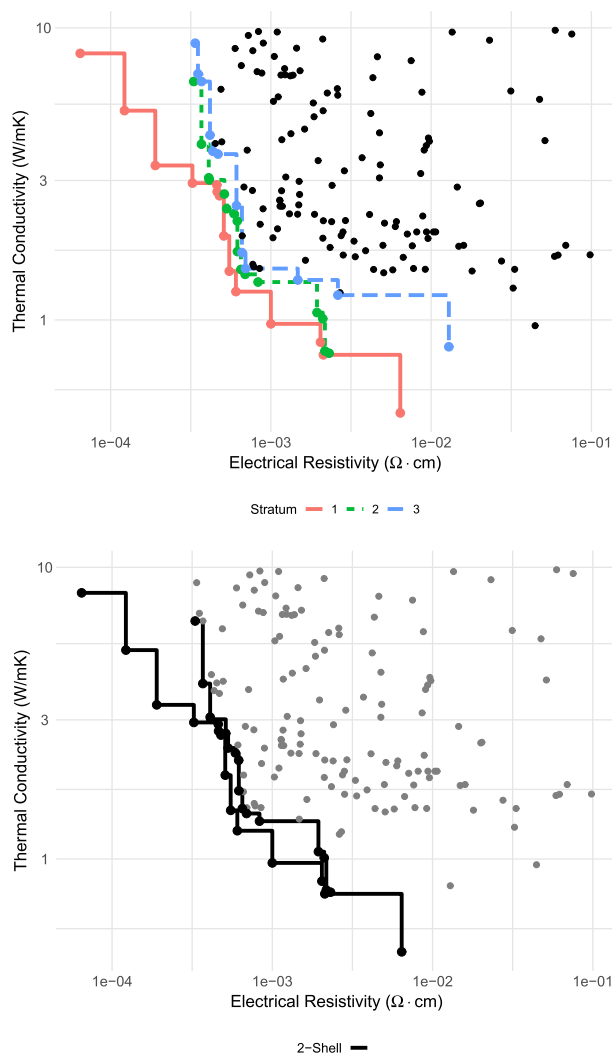 10
3
1
Thermal Conductivity (W/mK)
1e−04 1e−03 1e−02 1e−01
Electrical Resistivity (Ω · cm)
Stratum 1 2 3
10
3
1
Thermal Conductivity (W/mK)
1e−04 1e−03 1e−02 1e−01
Electrical Resistivity (Ω · cm)
2−Shell